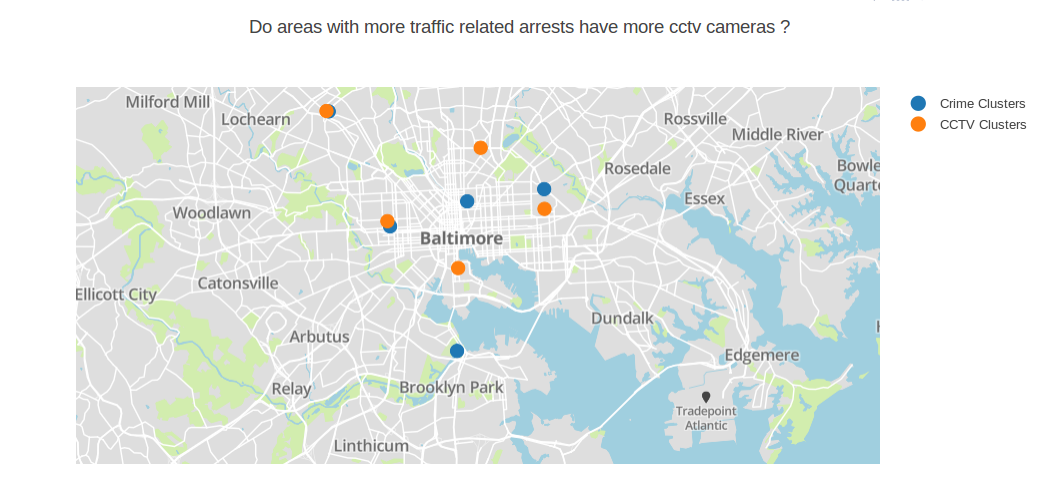 Do areas with more traffic related arrests have more cctv cameras ?
Crime Clusters
CCTV Clusters
Milford Mill
Lochearn
Rossville
Middle River
Rosedale
Bowle
Quarte
Essex
Woodlawn
Baltimore
Catonsville
Ellicott City
Dundalk
Arbutus
Edgemere
Relay
Brooklyn Park
Tradepoint
Atlantic
Linthicum